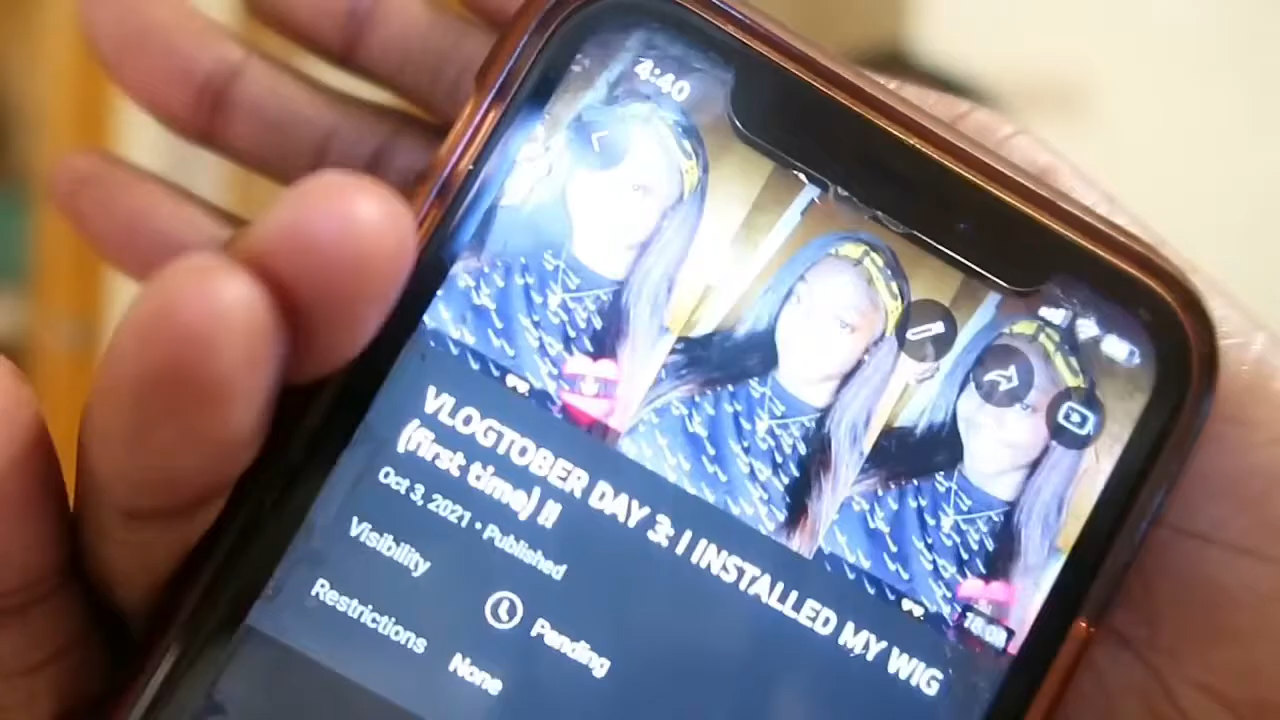 4:40
VLOGTOBER DAY 3: I INSTALLED MY WIG
(first time) !!
Oct 3, 2021 • Published
Visibility
Pending
Restrictions
None